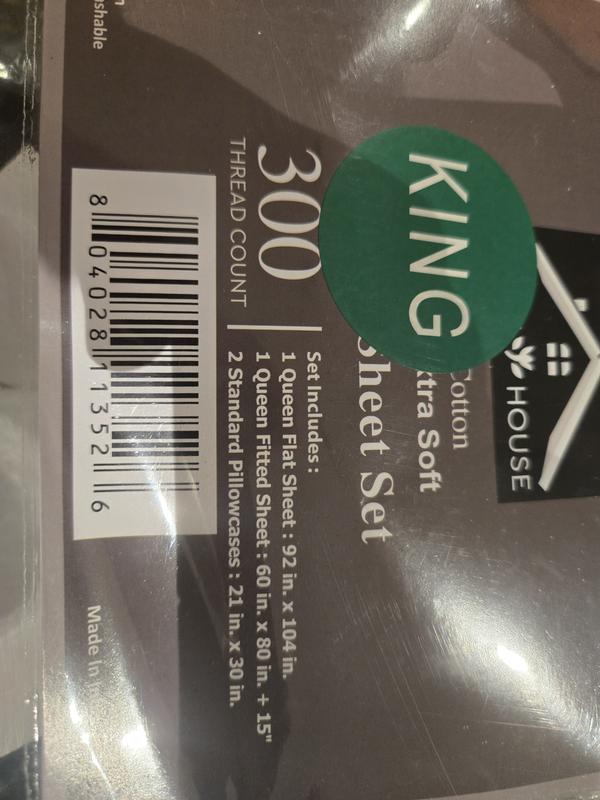 HOUSE
Cotton
xtra Soft
Sheet Set
KING
300
THREAD COUNT
Set Includes :
1 Queen Flat Sheet : 92 in. x 104 in.
1 Queen Fitted Sheet : 60 in. x 80 in. + 15"
2 Standard Pillowcases : 21 in. x 30 in.
8 04028 11352 6
Made In